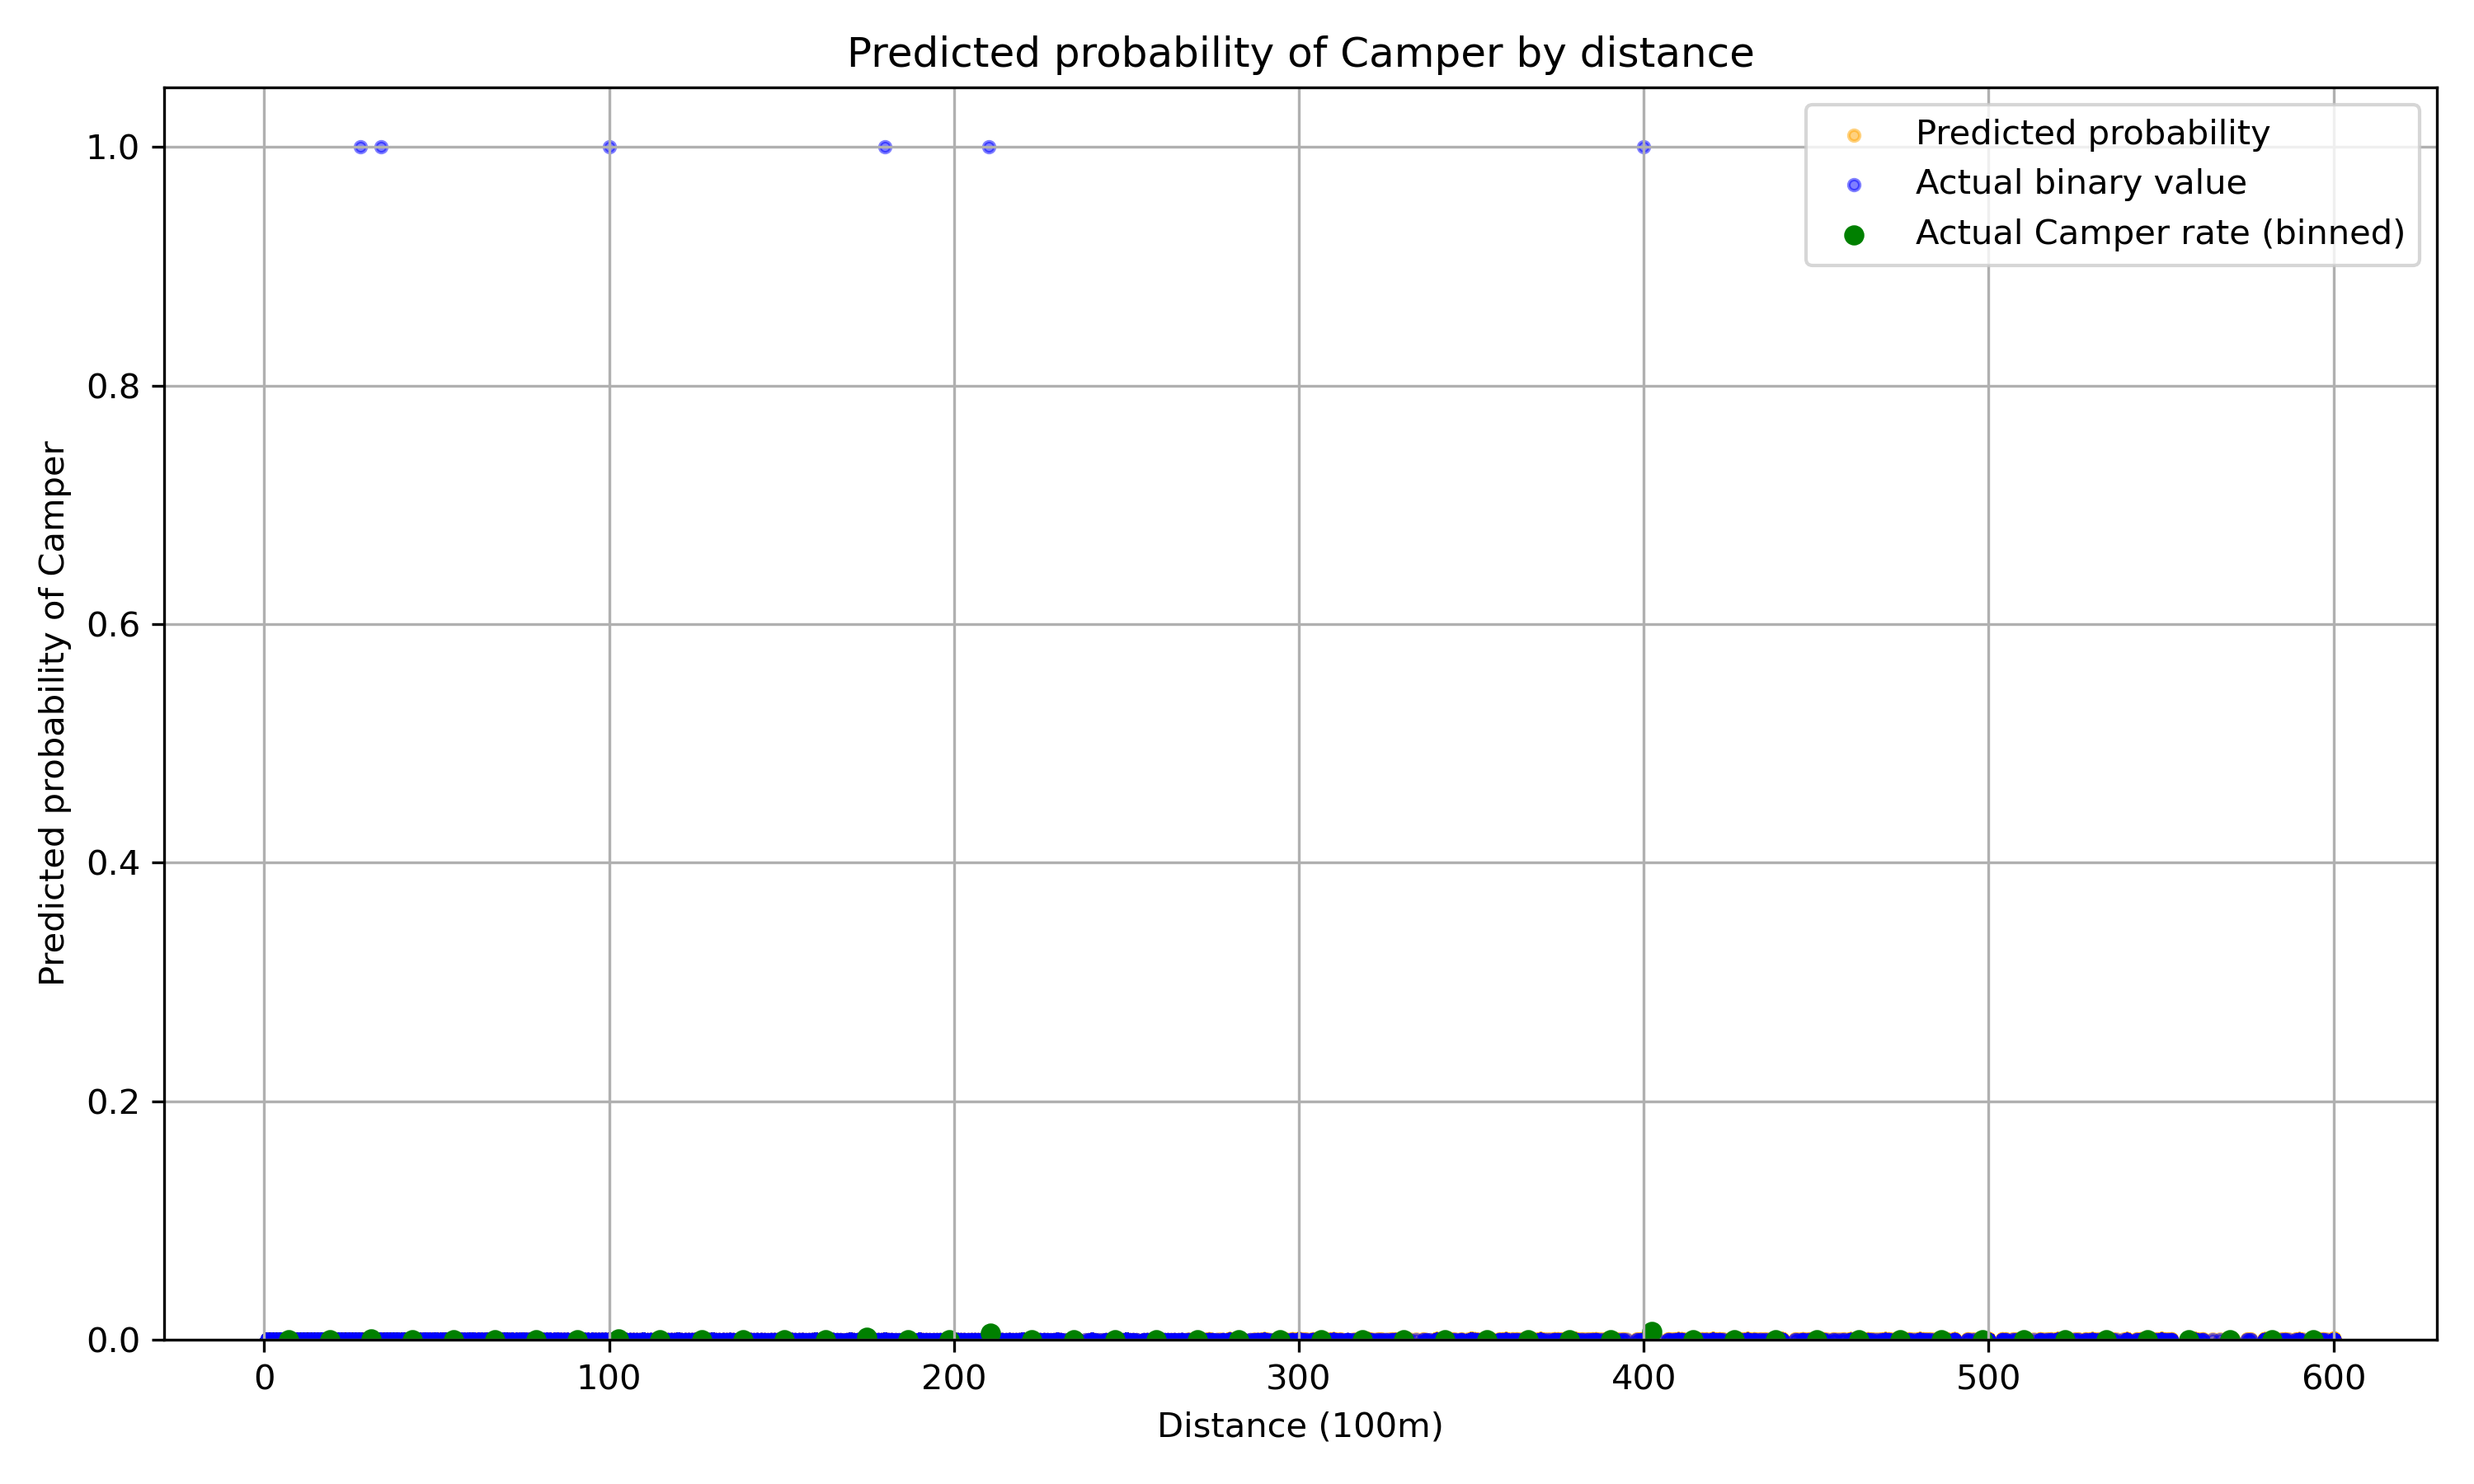 Predicted probability of Camper by distance
Predicted probability
Actual binary value
Actual Camper rate (binned)
Predicted probability of Camper
1.0
0.8
0.6
0.4
0.2
0.0
0 100 200 300 400 500 600
Distance (100m)